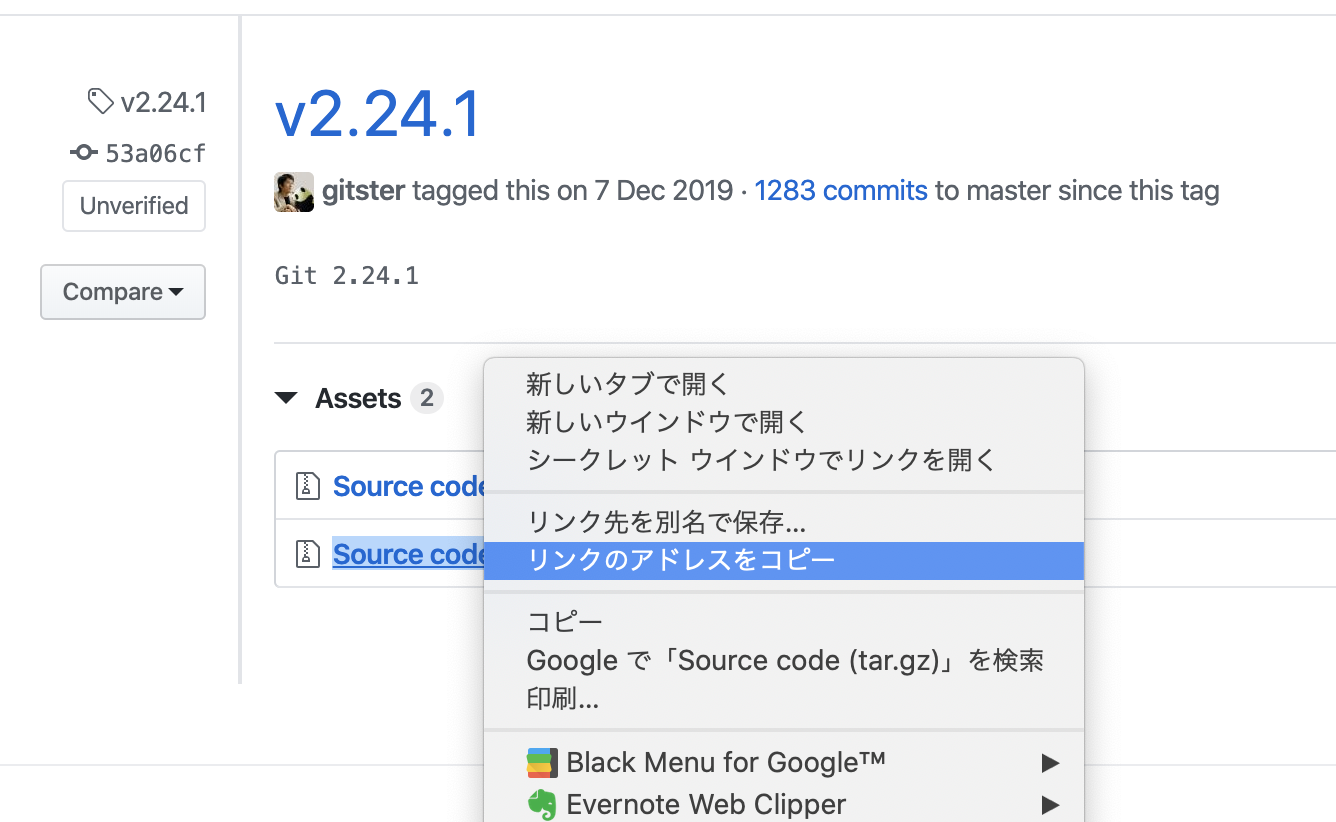 v2.24.1
53a06cf
Unverified
Compare
v2.24.1
gitster tagged this on 7 Dec 2019 · 1283 commits to master since this tag
Git 2.24.1
Assets 2
Source code
Source code
新しいタブで開く
新しいウインドウで開く
シークレット ウインドウでリンクを開く
リンク先を別名で保存...
リンクのアドレスをコピー
コピー
Google で「Source code (tar.gz)」を検索
印刷...
Black Menu for Google™
Evernote Web Clipper